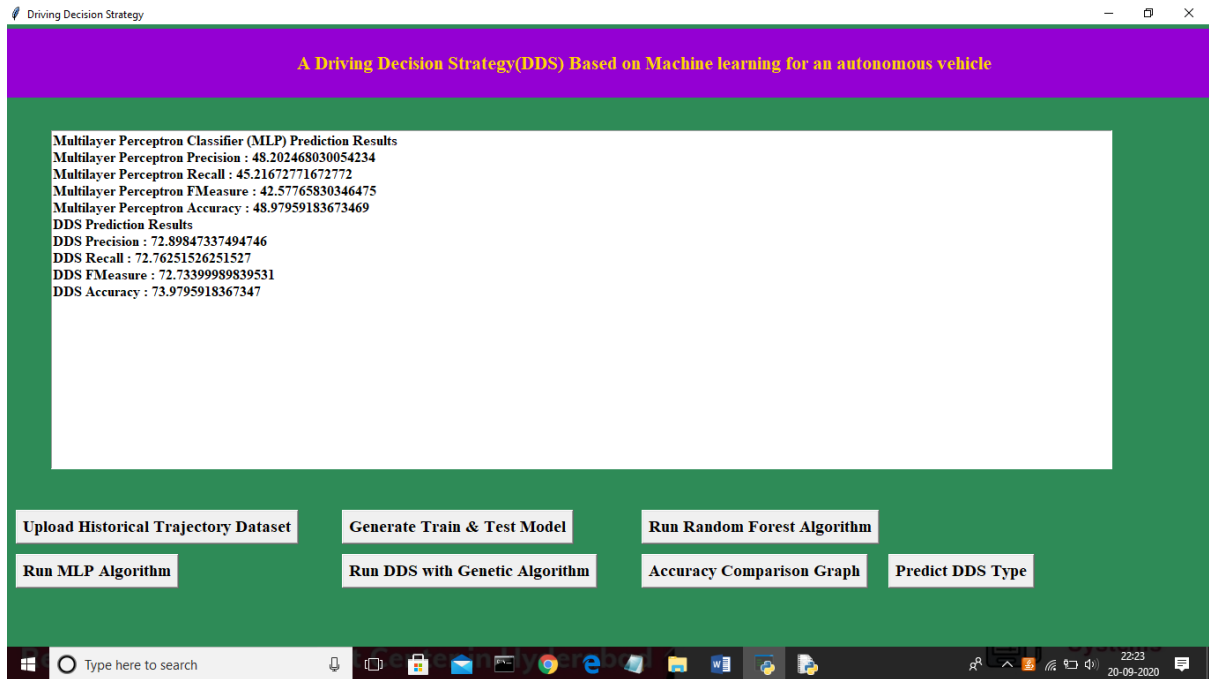 Driving Decision Strategy
A Driving Decision Strategy(DDS) Based on Machine learning for an autonomous vehicle
Multilayer Perceptron Classifier (MLP) Prediction Results
Multilayer Perceptron Precision : 48.202468030054234
Multilayer Perceptron Recall : 45.21672771672772
Multilayer Perceptron FMeasure : 42.57765830346475
Multilayer Perceptron Accuracy : 48.97959183673469
DDS Prediction Results
DDS Precision : 72.89847337494746
DDS Recall : 72.76251526251527
DDS FMeasure : 72.73399989839531
DDS Accuracy : 73.9795918367347
Upload Historical Trajectory Dataset
Generate Train & Test Model
Run Random Forest Algorithm
Run MLP Algorithm
Run DDS with Genetic Algorithm
Accuracy Comparison Graph
Predict DDS Type
Type here to search
22:23
20-09-2020